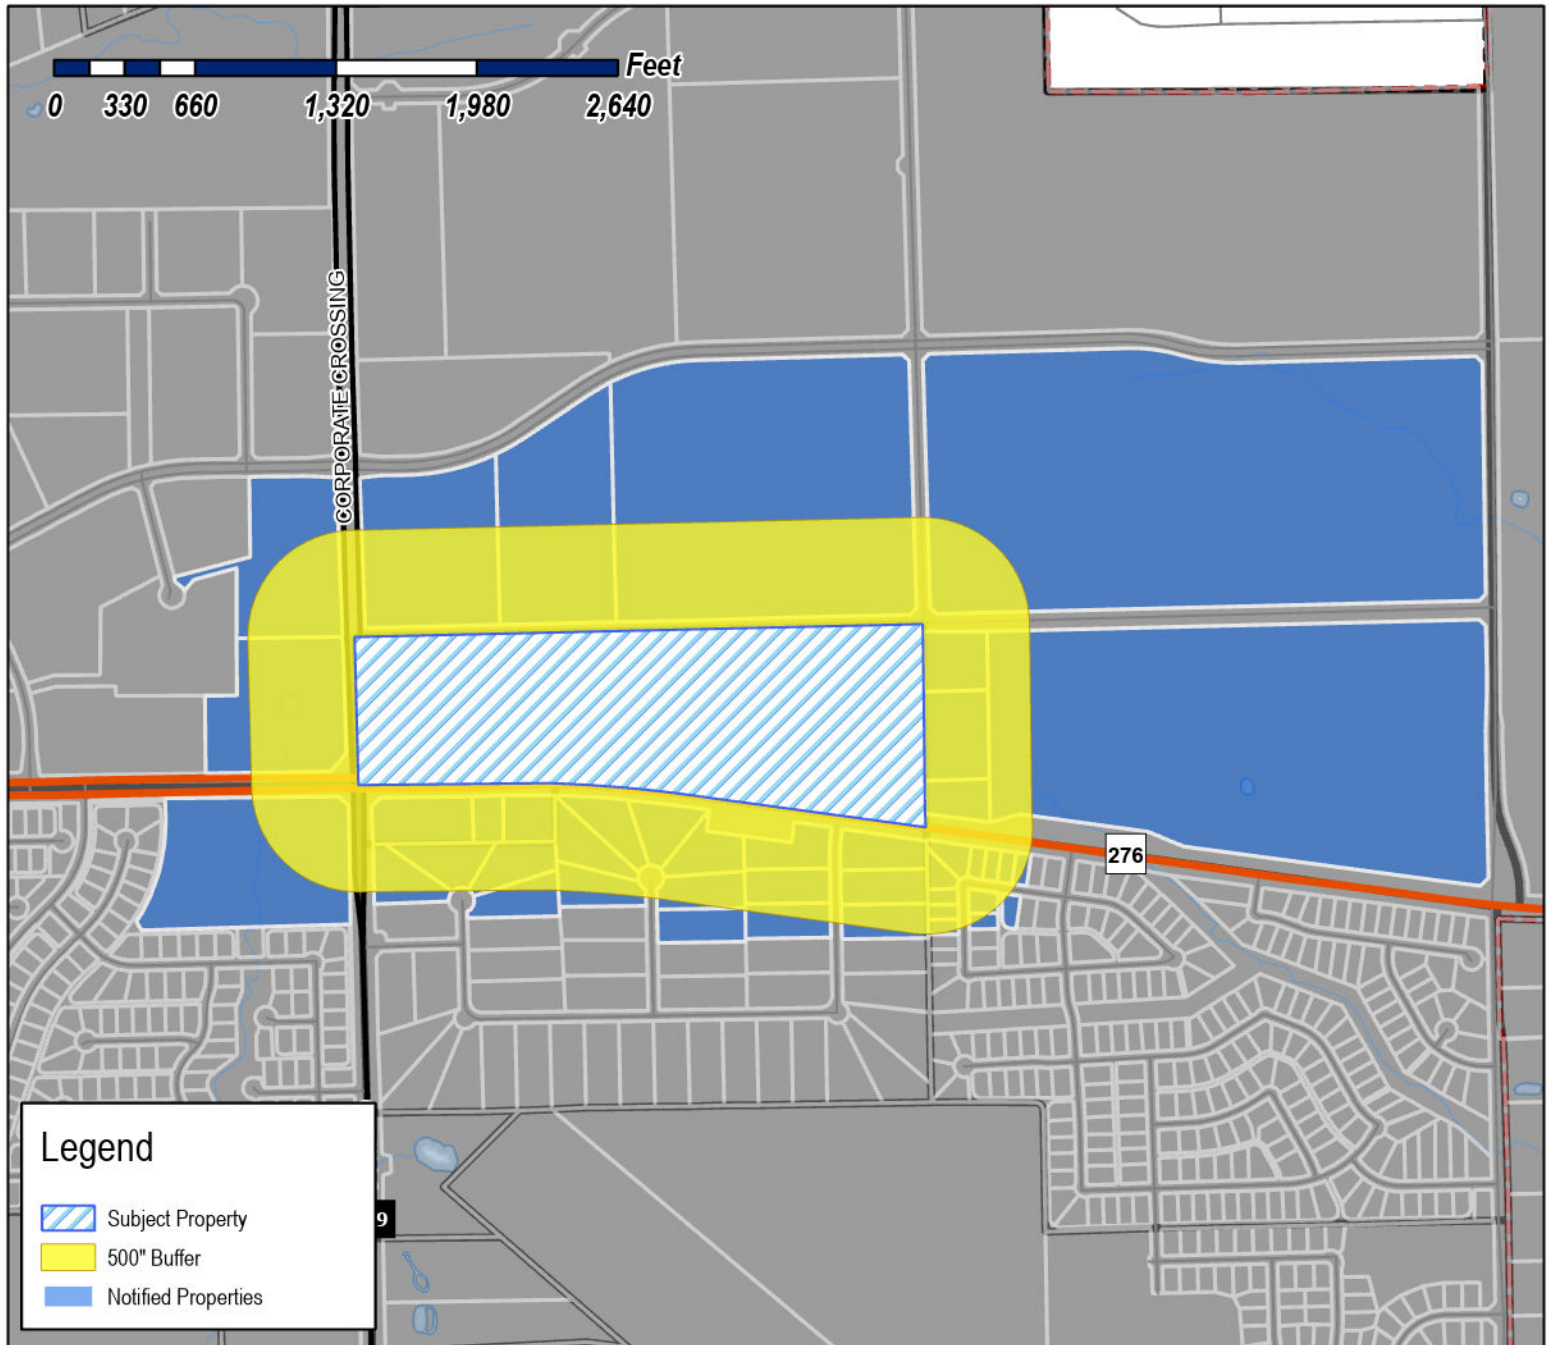 Feet
0 330 660 1,320 1,980 2,640
CORPORATE CROSSING
276
Legend
Subject Property
500" Buffer
Notified Properties
9